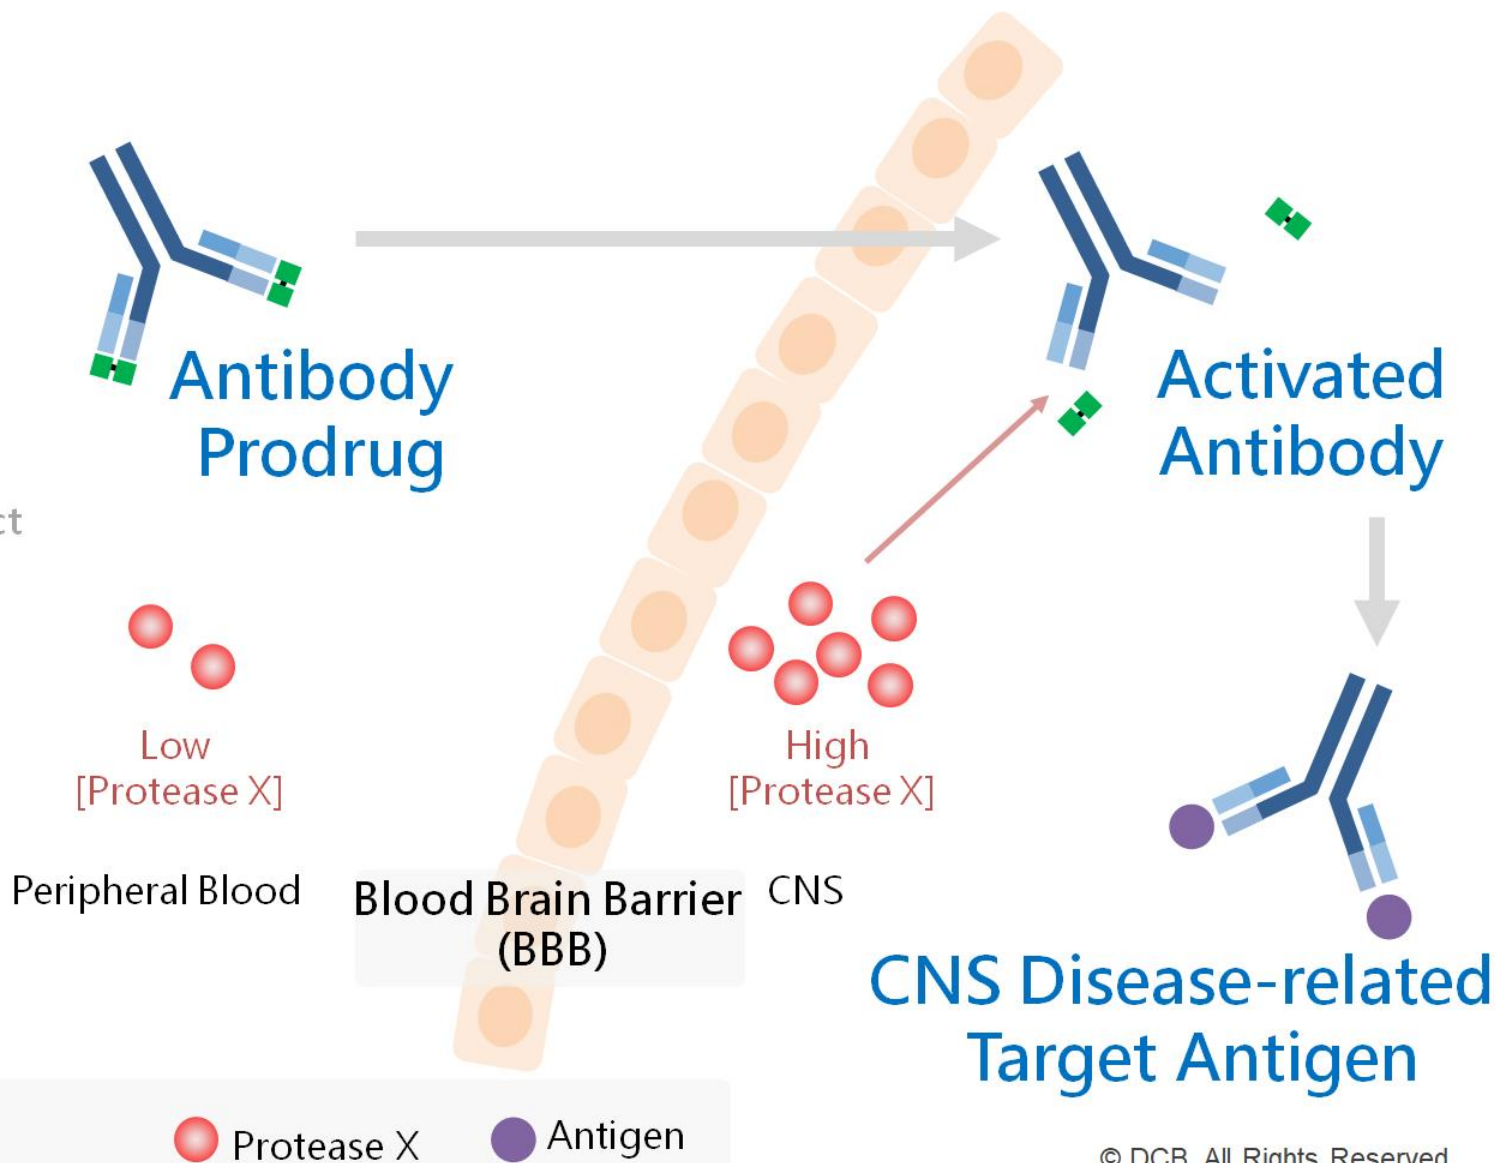 Antibody
Prodrug
Activated
Antibody
ct
Low
[Protease X]
High
[Protease X]
Peripheral Blood
Blood Brain Barrier
(BBB)
CNS
CNS Disease-related
Target Antigen
Protease X
Antigen
© DCB. All Rights Reserved